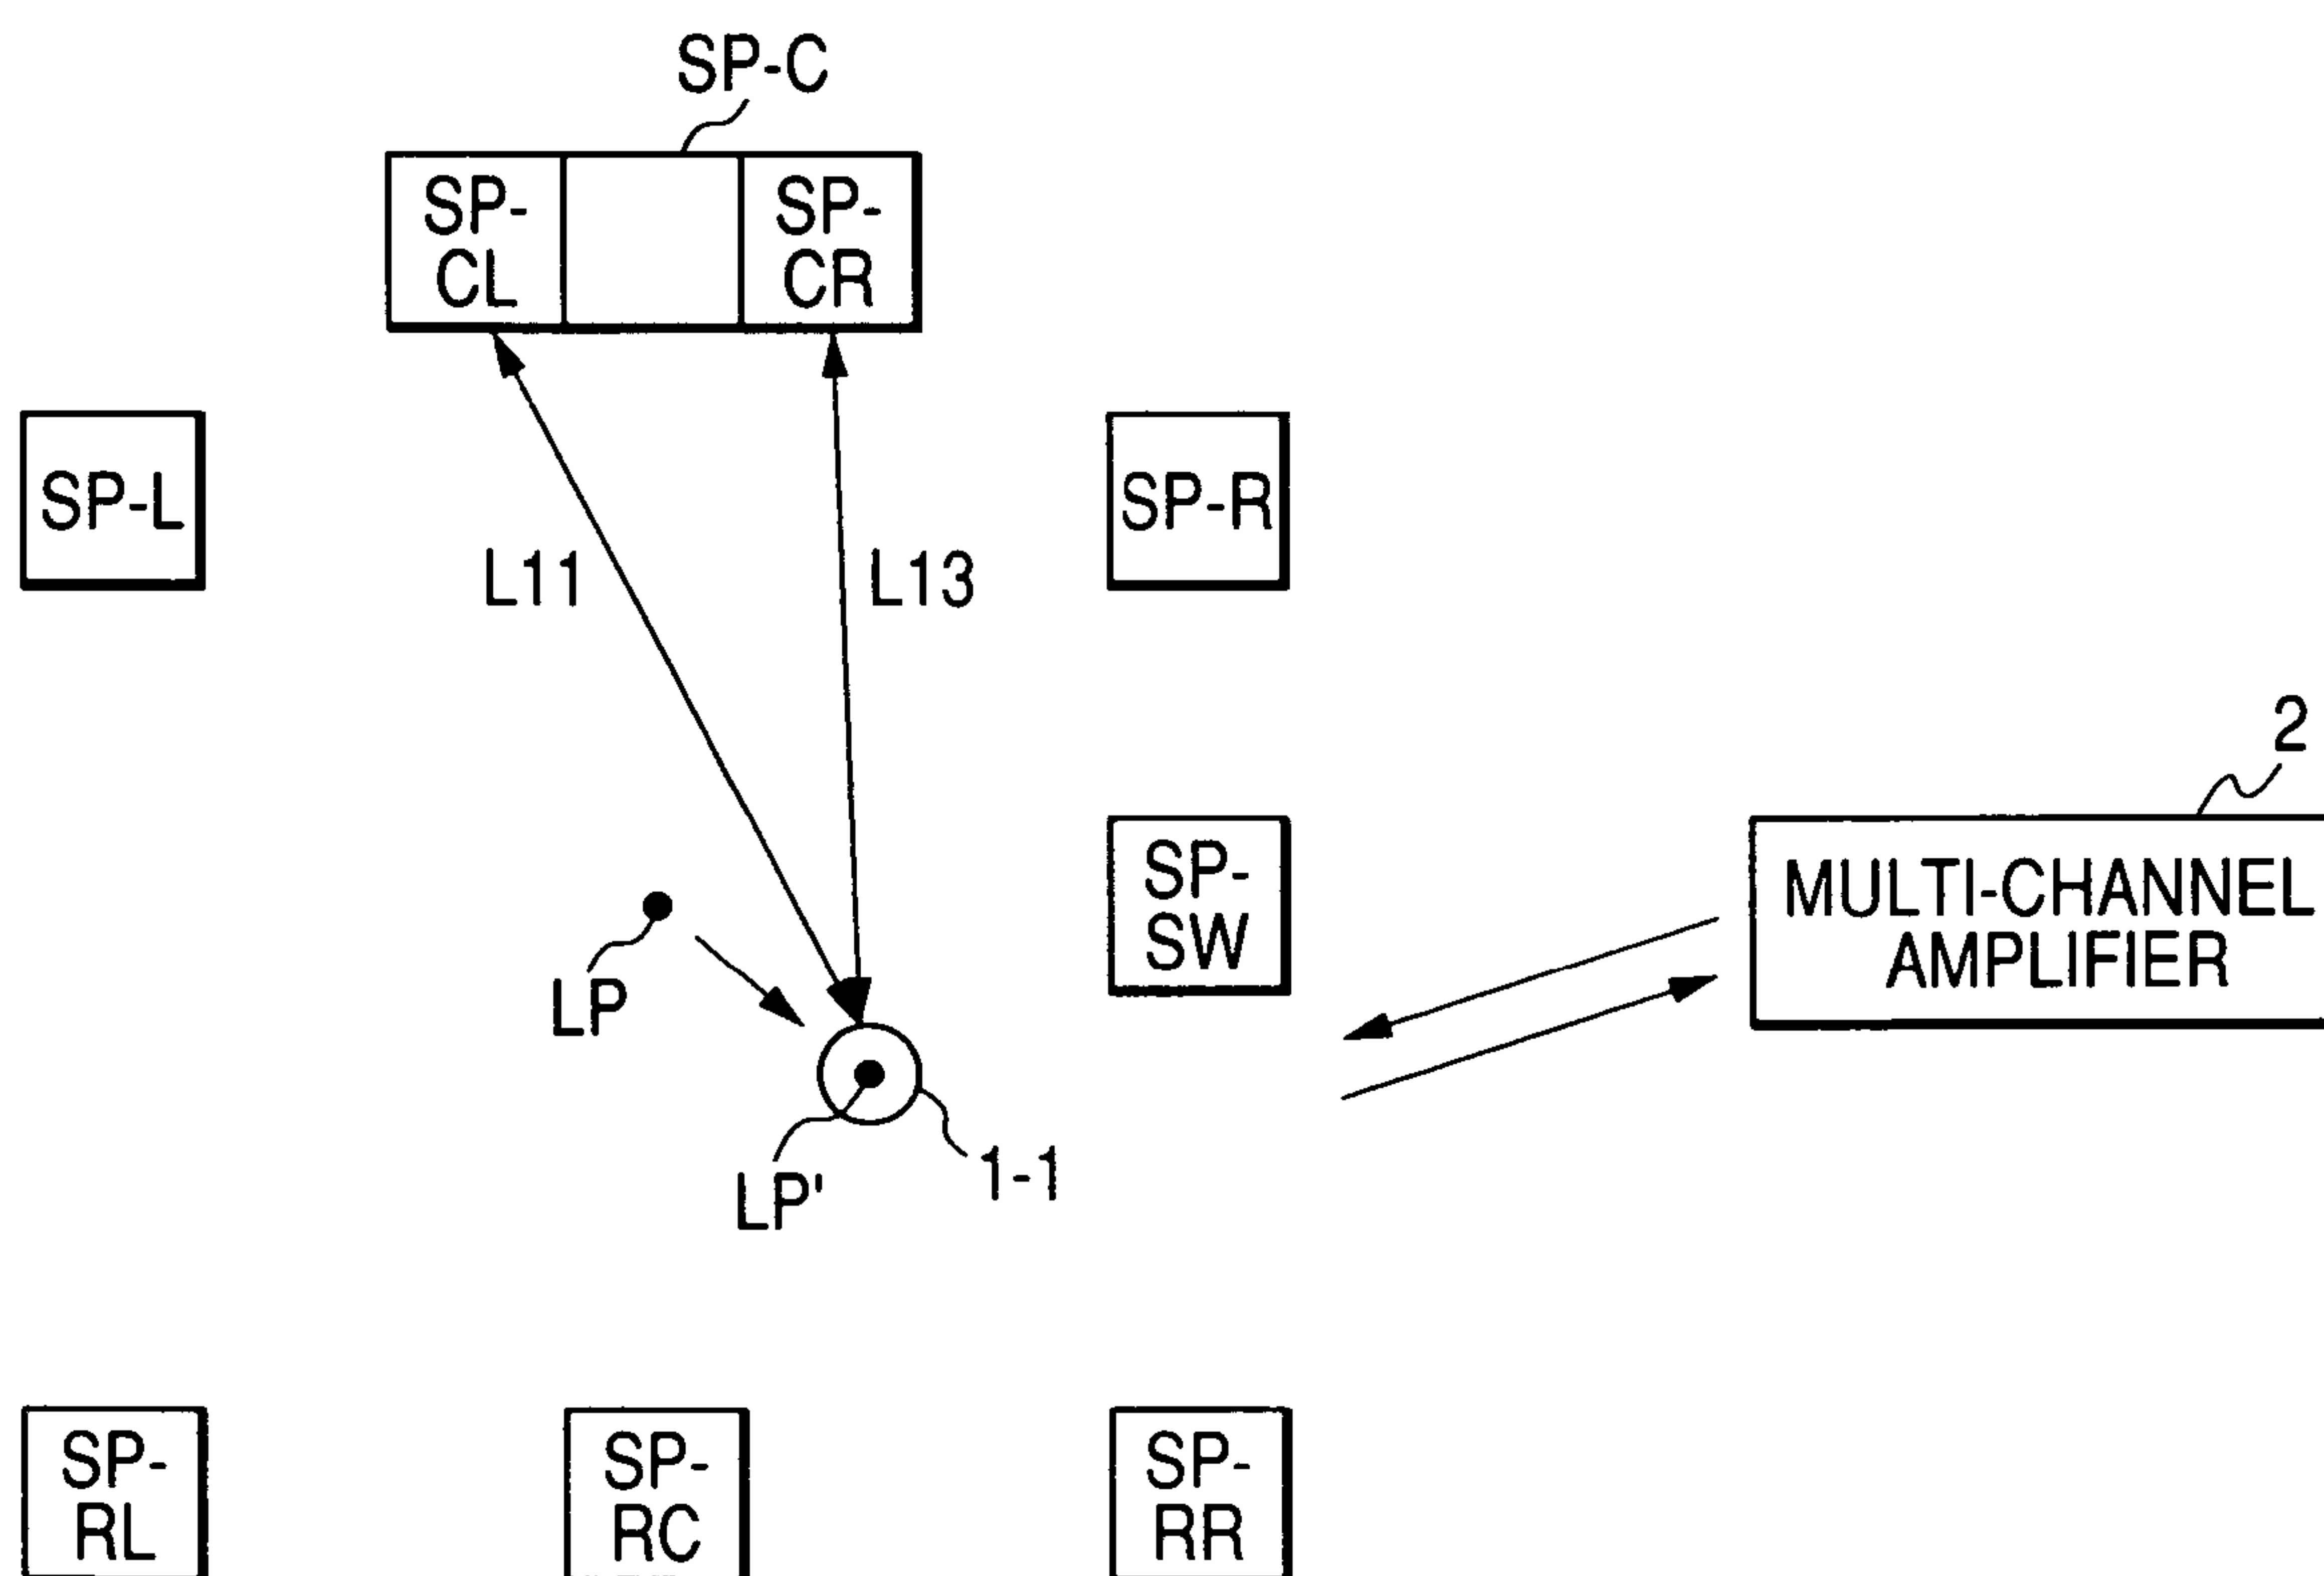 SP-C
SP-
CL
SP-
CR
SP-L
SP-R
L11
L13
2
SP-
SW
MULTI-CHANNEL
AMPLIFIER
LP
LP'
1-1
SP-
RL
SP-
RC
SP-
RR